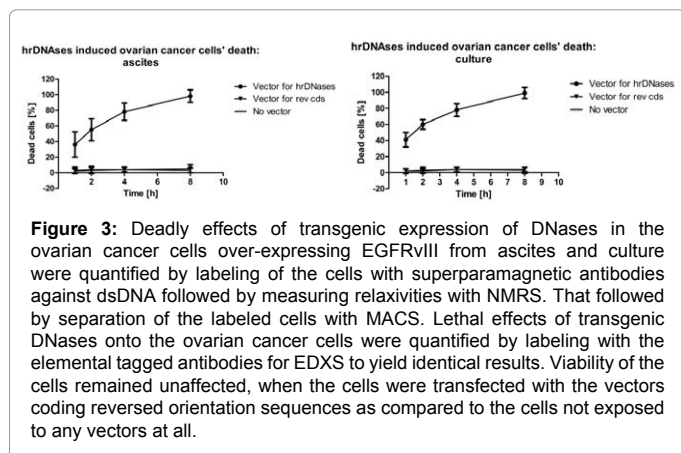 hrDNAses induced ovarian cancer cells' death:
ascites
120
100
80
60
40
20
0
-20
Dead cells [%]
2
4
6
8
10
Time [h]
Vector for hrDNases
Vector for rev cds
No vector
hrDNAses induced ovarian cancer cells' death:
culture
120
100
80
60
40
20
0
-20
Dead cells [%]
0
1
2
3
4
5
6
7
8
9
10
Time [h]
Vector for hrDNases
Vector for rev cds
No vector
Figure 3: Deadly effects of transgenic expression of DNases in the
ovarian cancer cells over-expressing EGFRvIII from ascites and culture
were quantified by labeling of the cells with superparamagnetic antibodies
against dsDNA followed by measuring relaxivities with NMRS. That followed
by separation of the labeled cells with MACS. Lethal effects of transgenic
DNases onto the ovarian cancer cells were quantified by labeling with the
elemental tagged antibodies for EDXS to yield identical results. Viability of the
cells remained unaffected, when the cells were transfected with the vectors
coding reversed orientation sequences as compared to the cells not exposed
to any vectors at all.